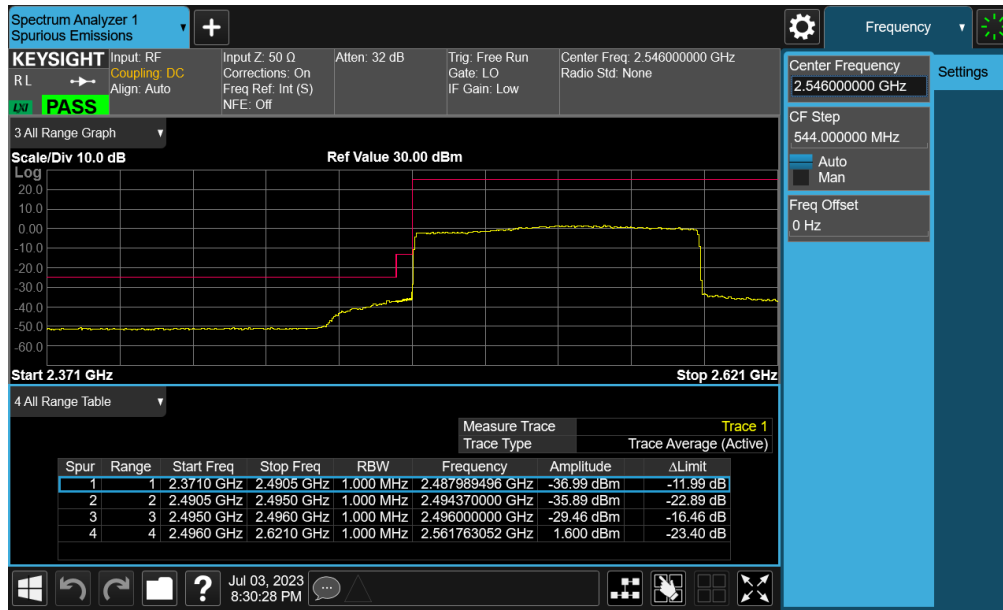 Spectrum Analyzer 1
Spurious Emissions
Frequency
KEYSIGHT
R L
LXI
PASS
Input: RF
Coupling: DC
Align: Auto
Input Z: 50 Ω
Corrections: On
Freq Ref: Int (S)
NFE: Off
Atten: 32 dB
Trig: Free Run
Gate: LO
IF Gain: Low
Center Freq: 2.546000000 GHz
Radio Std: None
Center Frequency
2.546000000 GHz
Settings
CF Step
544.000000 MHz
Auto
Man
Freq Offset
0 Hz
3 All Range Graph
Scale/Div 10.0 dB
Ref Value 30.00 dBm
Log
20.0
10.0
0.00
-10.0
-20.0
-30.0
-40.0
-50.0
-60.0
Start 2.371 GHz
Stop 2.621 GHz
4 All Range Table
Measure Trace Trace 1
Trace Type Trace Average (Active)
Spur Range Start Freq Stop Freq RBW Frequency Amplitude ΔLimit
1 1 2.3710 GHz 2.4905 GHz 1.000 MHz 2.487989496 GHz -36.99 dBm -11.99 dB
2 2 2.4905 GHz 2.4950 GHz 1.000 MHz 2.494370000 GHz -35.89 dBm -22.89 dB
3 3 2.4950 GHz 2.4960 GHz 1.000 MHz 2.496000000 GHz -29.46 dBm -16.46 dB
4 4 2.4960 GHz 2.6210 GHz 1.000 MHz 2.561763052 GHz 1.600 dBm -23.40 dB
?
Jul 03, 2023
8:30:28 PM